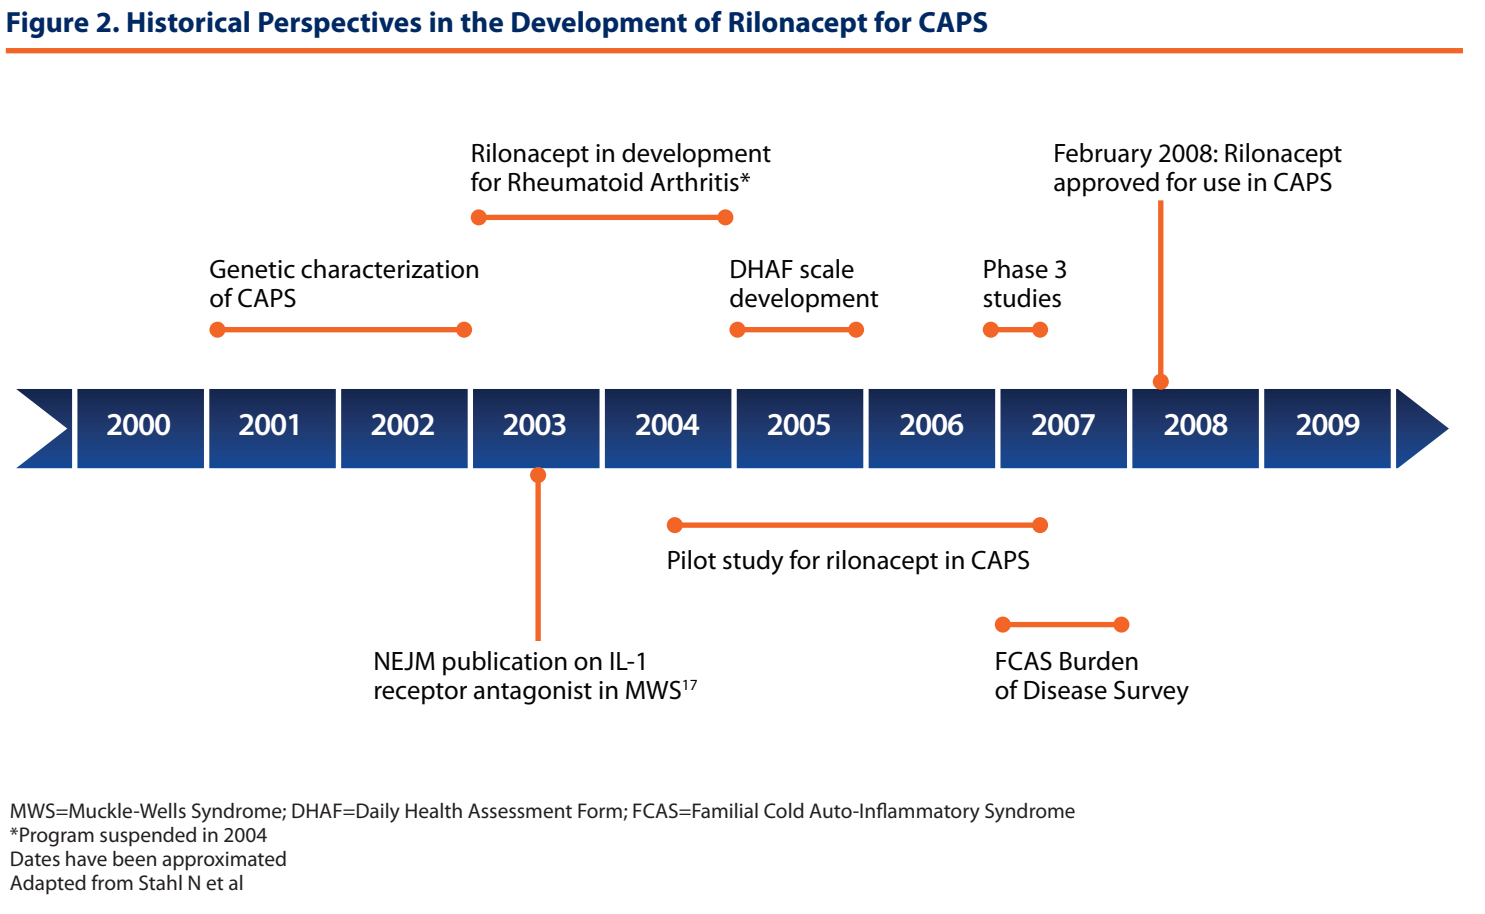 Figure 2. Historical Perspectives in the Development of Rilonacept for CAPS
Rilonacept in development
for Rheumatoid Arthritis*
February 2008: Rilonacept
approved for use in CAPS
Genetic characterization
of CAPS
DHAF scale
development
Phase 3
studies
2000 2001 2002 2003 2004 2005 2006 2007 2008 2009
Pilot study for rilonacept in CAPS
NEJM publication on IL-1
receptor antagonist in MWS17
FCAS Burden
of Disease Survey
MWS=Muckle-Wells Syndrome; DHAF=Daily Health Assessment Form; FCAS=Familial Cold Auto-Inflammatory Syndrome
*Program suspended in 2004
Dates have been approximated
Adapted from Stahl N et al